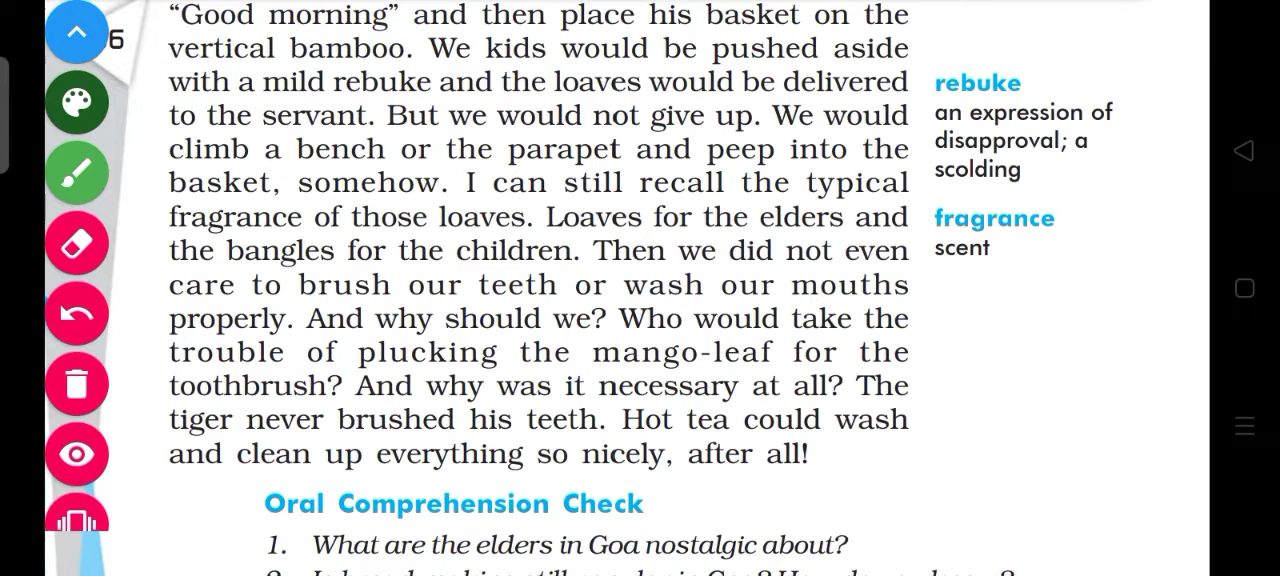 6
“Good morning” and then place his basket on the
vertical bamboo. We kids would be pushed aside
with a mild rebuke and the loaves would be delivered
to the servant. But we would not give up. We would
climb a bench or the parapet and peep into the
basket, somehow. I can still recall the typical
fragrance of those loaves. Loaves for the elders and
the bangles for the children. Then we did not even
care to brush our teeth or wash our mouths
properly. And why should we? Who would take the
trouble of plucking the mango-leaf for the
toothbrush? And why was it necessary at all? The
tiger never brushed his teeth. Hot tea could wash
and clean up everything so nicely, after all!
rebuke
an expression of
disapproval; a
scolding
fragrance
scent
Oral Comprehension Check
1. What are the elders in Goa nostalgic about?